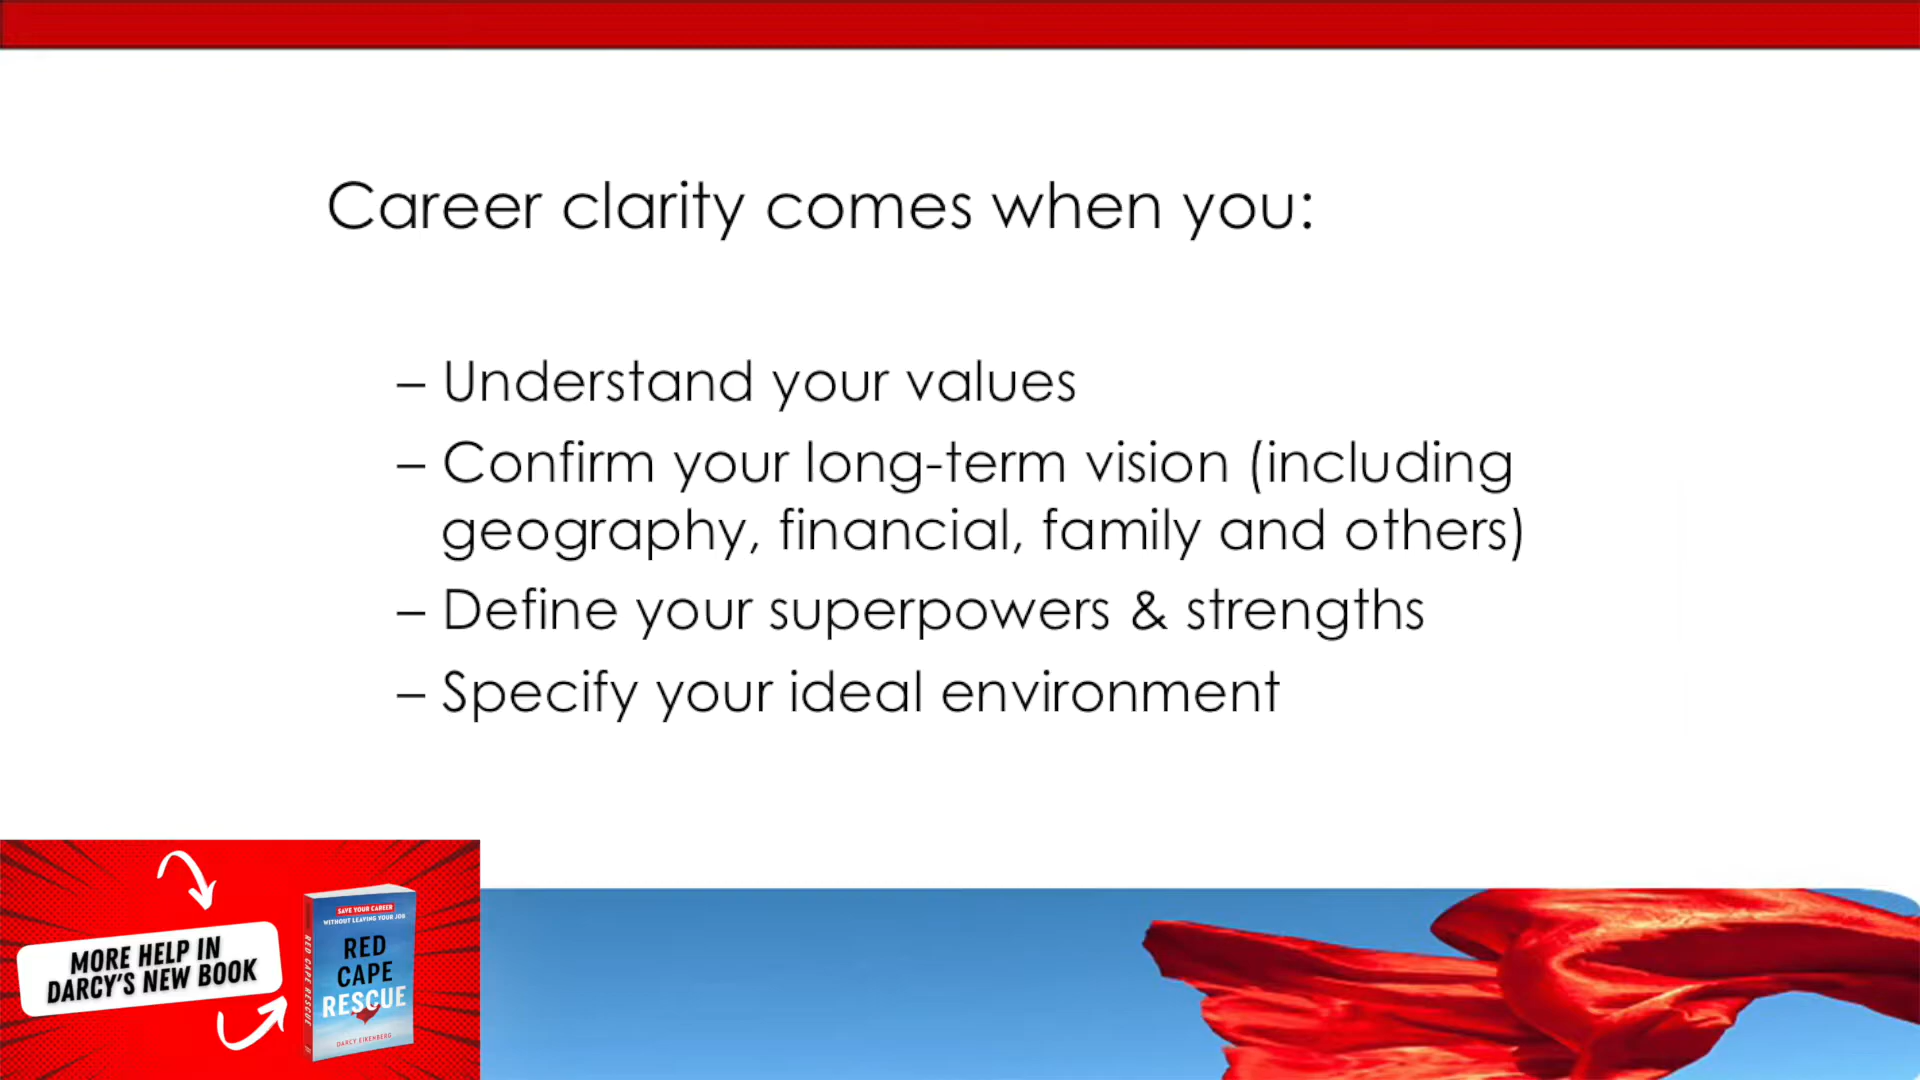 Career clarity comes when you:
– Understand your values
– Confirm your long-term vision (including
geography, financial, family and others)
– Define your superpowers & strengths
– Specify your ideal environment
MORE HELP IN
DARCY'S NEW BOOK
SAVE YOUR CAREER
WITHOUT LEAVING YOUR JOB
RED
CAPE
RESCUE
DARCY EIKENBERG
RED CAPE RESCUE